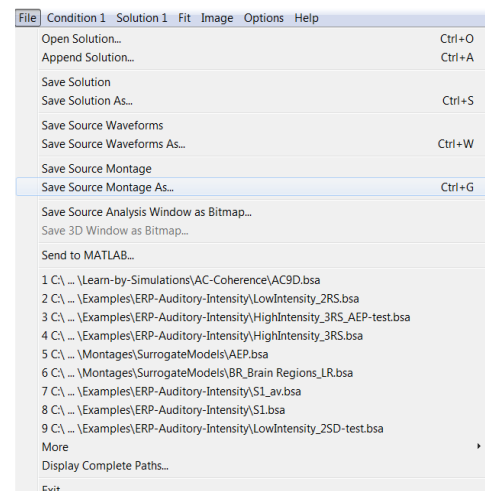 File Condition 1 Solution 1 Fit Image Options Help
Open Solution... Ctrl+O
Append Solution... Ctrl+A
Save Solution
Save Solution As... Ctrl+S
Save Source Waveforms
Save Source Waveforms As... Ctrl+W
Save Source Montage
Save Source Montage As... Ctrl+G
Save Source Analysis Window as Bitmap...
Save 3D Window as Bitmap...
Send to MATLAB...
1 C:\ ... \Learn-by-Simulations\AC-Coherence\AC9D.bsa
2 C:\ ... \Examples\ERP-Auditory-Intensity\LowIntensity_2RS.bsa
3 C:\ ... \Examples\ERP-Auditory-Intensity\HighIntensity_3RS_AEP-test.bsa
4 C:\ ... \Examples\ERP-Auditory-Intensity\HighIntensity_3RS.bsa
5 C:\ ... \Montages\SurrogateModels\AEP.bsa
6 C:\ ... \Montages\SurrogateModels\BR_Brain Regions_LR.bsa
7 C:\ ... \Examples\ERP-Auditory-Intensity\S1_av.bsa
8 C:\ ... \Examples\ERP-Auditory-Intensity\S1.bsa
9 C:\ ... \Examples\ERP-Auditory-Intensity\LowIntensity_2SD-test.bsa
More
Display Complete Paths...
Exit